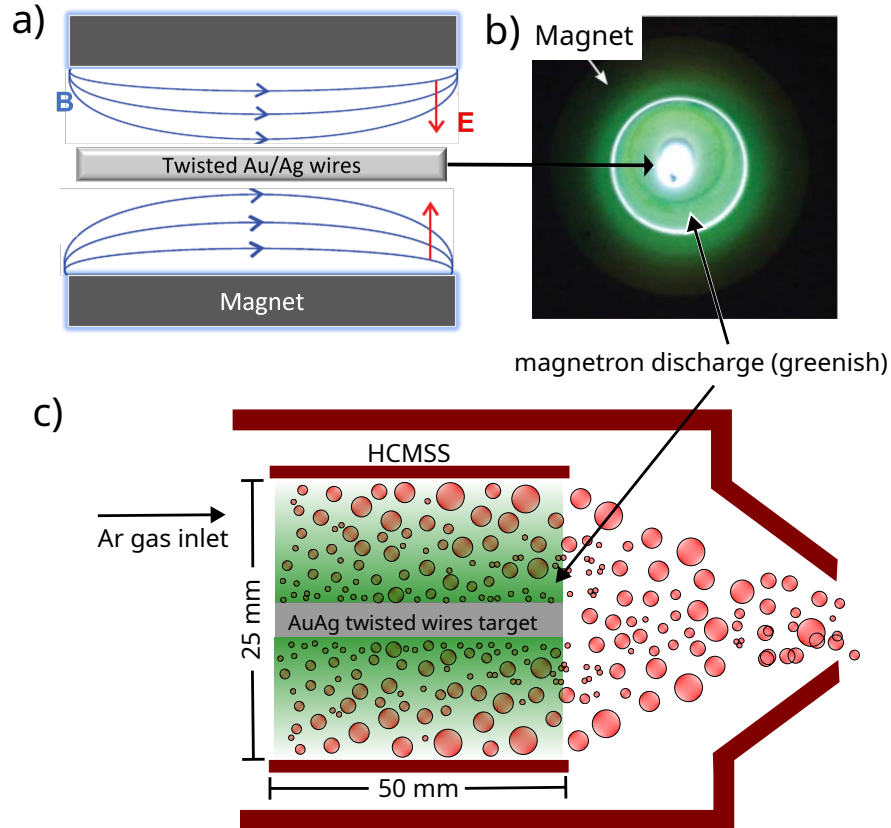 a)
b)
Magnet
B
E
Twisted Au/Ag wires
Magnet
magnetron discharge (greenish)
c)
HCMSS
Ar gas inlet
25 mm
AuAg twisted wires target
50 mm